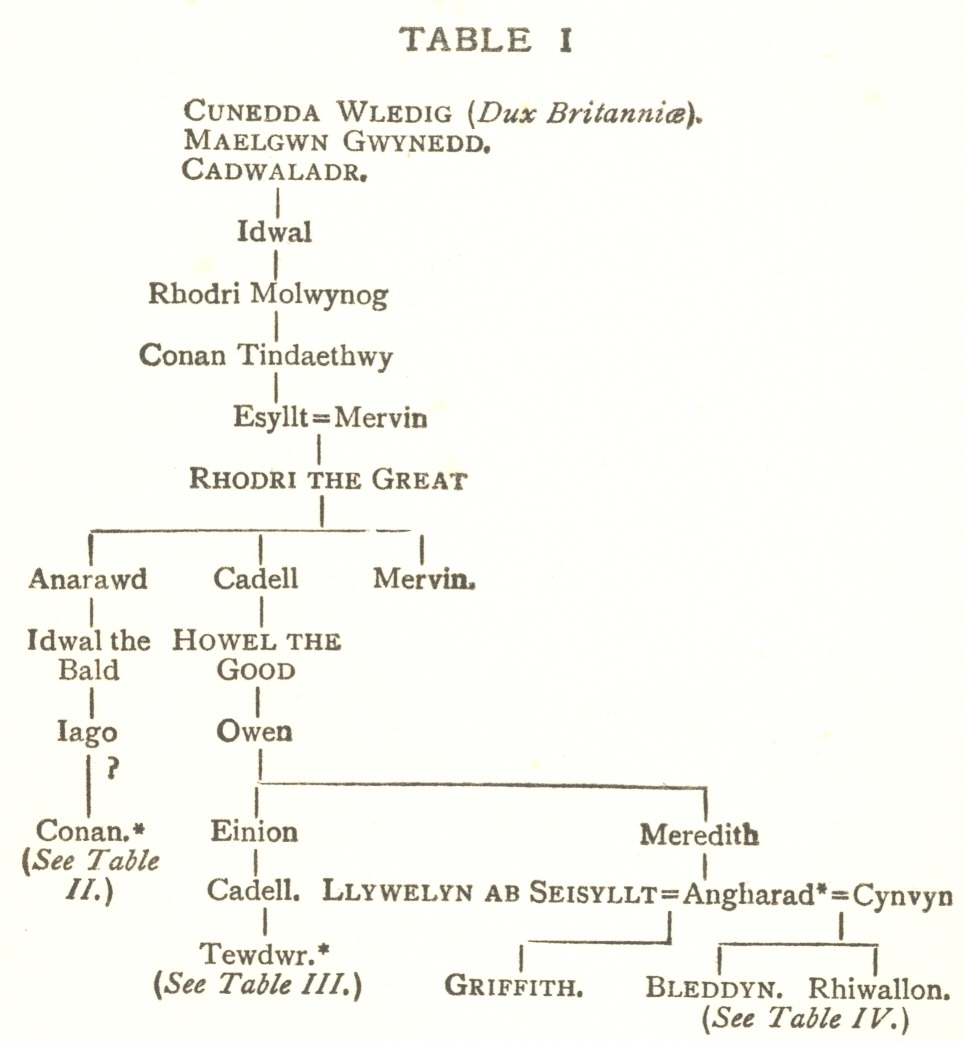 TABLE I
CUNEDDA WLEDIG (Dux Britanniæ).
MAELGWN GWYNEDD.
CADWALADR.
Idwal
Rhodri Molwynog
Conan Tindaethwy
Esyllt=Mervin
RHODRI THE GREAT
Anarawd Cadell Mervin.
Idwal the HOWEL THE
Bald GOOD
Iago Owen
?
Conan.* Einion Meredith
(See Table
II.) Cadell. LLYWELYN AB SEISYLLT=Angharad*=Cynvyn
Tewdwr.*
(See Table III.) GRIFFITH. BLEDDYN. Rhiwallon.
(See Table IV.)